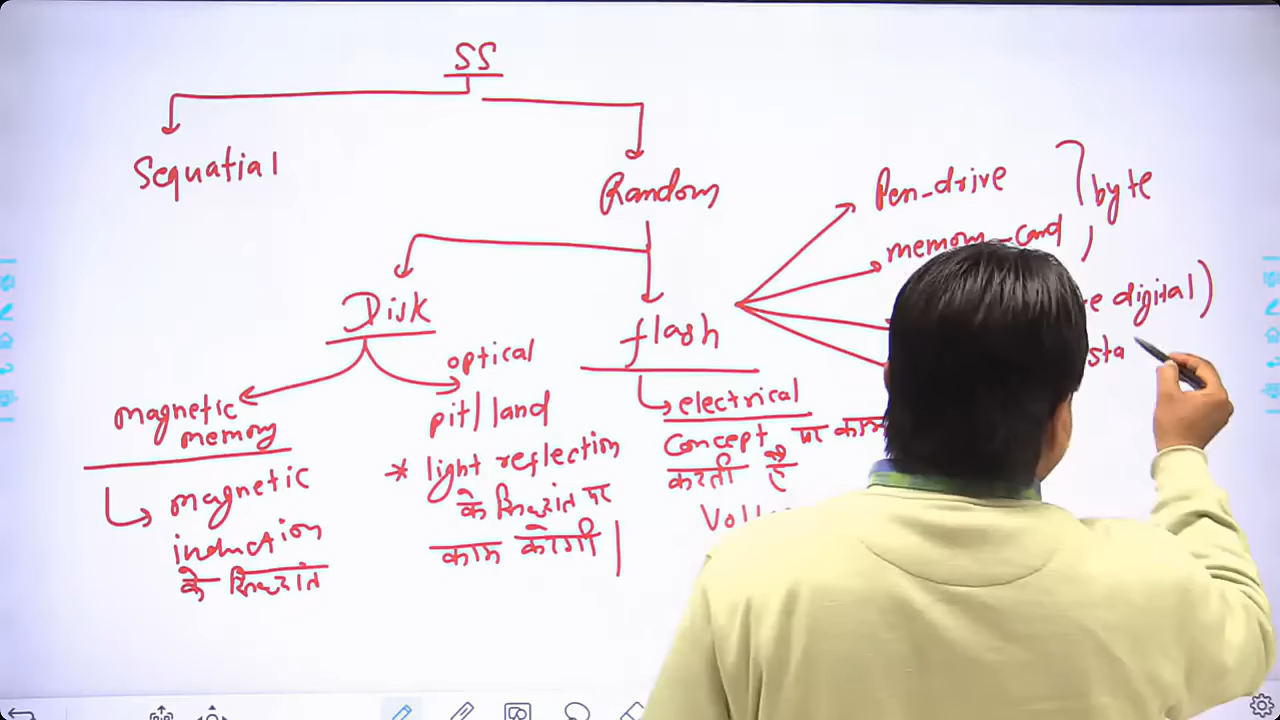 SS
Sequatial
Random
Disk
flash
Pen-drive
byte
memory-card
e digital)
sta
magnetic
memory
magnetic
induction
के सिद्धांत
optical
pit/land
* light reflection
के सिद्धांत पर
काम करेगी।
electrical
concept पर काम
करती है
Vol